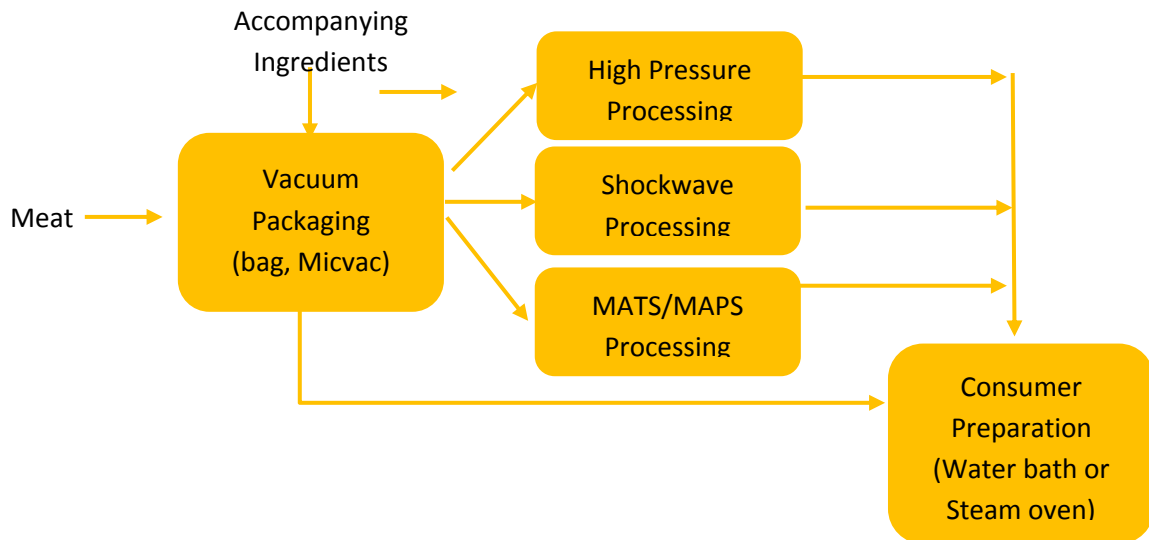 Accompanying
Ingredients
High Pressure
Processing
Vacuum
Packaging
(bag, Micvac)
Shockwave
Processing
Meat
MATS/MAPS
Processing
Consumer
Preparation
(Water bath or
Steam oven)